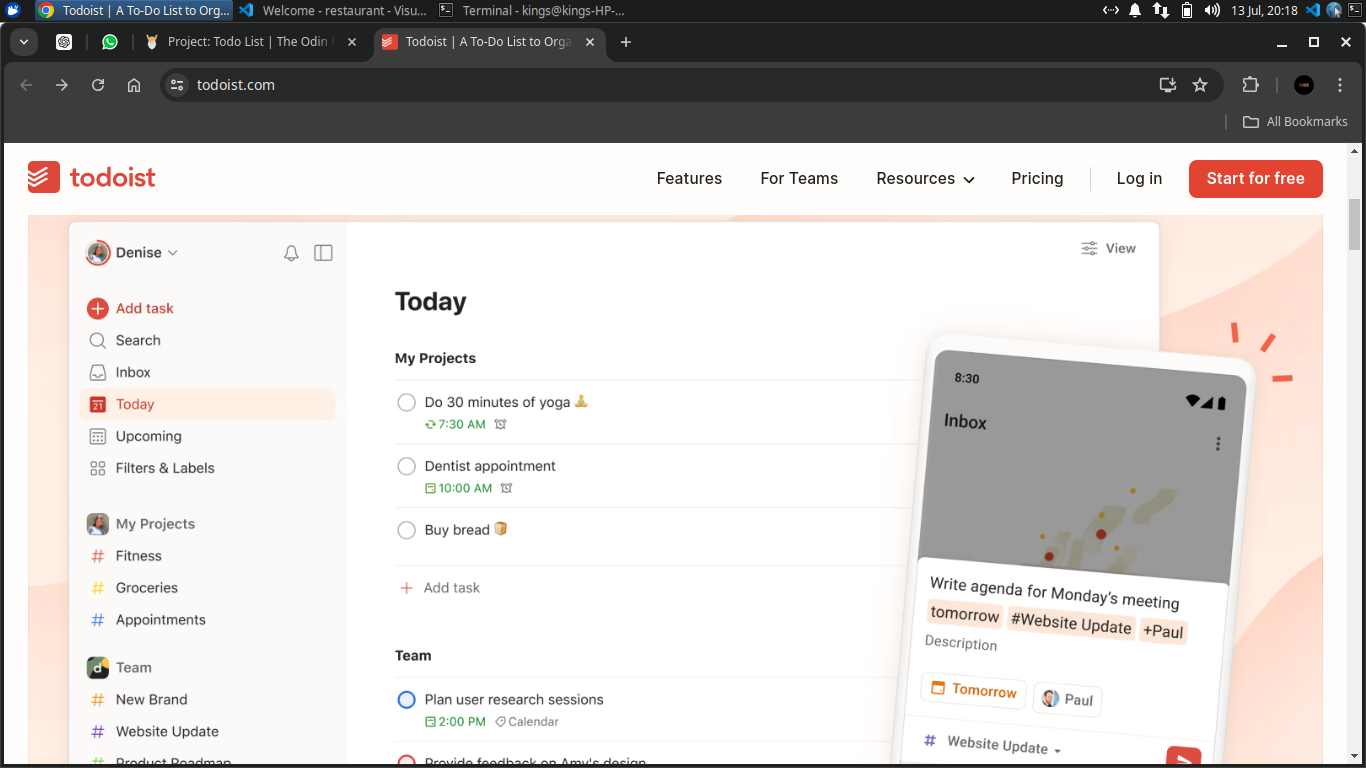 Todoist | A To-Do List to Org...
Welcome - restaurant - Visu...
Terminal - kings@kings-HP-...
13 Jul, 20:18
Project: Todo List | The Odin
Todoist | A To-Do List to Orga
todoist.com
All Bookmarks
todoist
Features
For Teams
Resources
Pricing
Log in
Start for free
Denise
Add task
Search
Inbox
21
Today
Upcoming
Filters & Labels
My Projects
# Fitness
# Groceries
# Appointments
d
Team
# New Brand
# Website Update
# Product Roadmap
View
Today
My Projects
Do 30 minutes of yoga
7:30 AM
Dentist appointment
10:00 AM
Buy bread
+ Add task
Team
Plan user research sessions
2:00 PM Calendar
Provide feedback on Amy's design
8:30
Inbox
Write agenda for Monday's meeting
tomorrow #Website Update +Paul
Description
Tomorrow
Paul
# Website Update